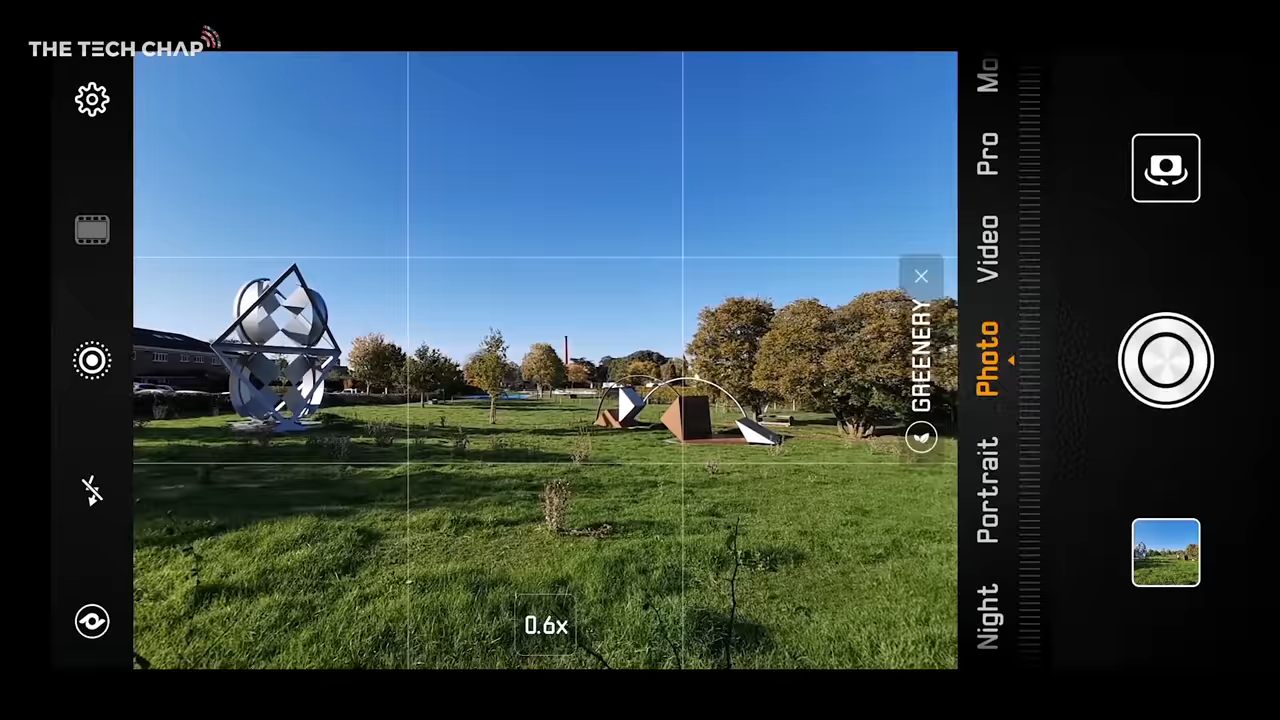 THE TECH CHAP
Mo
Pro
Video
Photo
Portrait
Night
GREENERY
0.6x